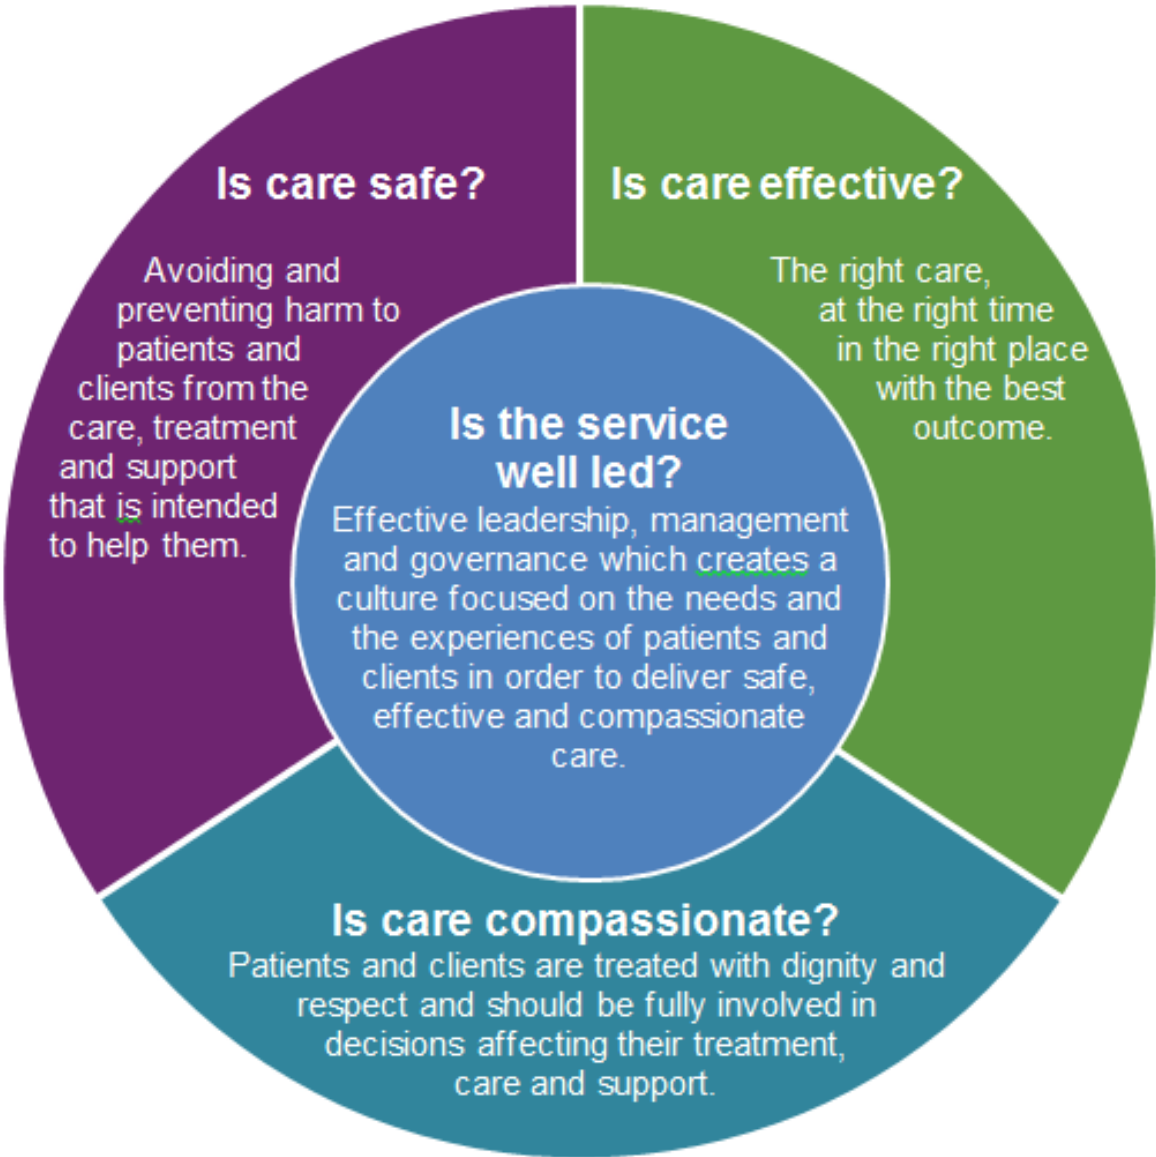 Is care safe?
Avoiding and
preventing harm to
patients and
clients from the
care, treatment
and support
that is intended
to help them.
Is care effective?
The right care,
at the right time
in the right place
with the best
outcome.
Is the service
well led?
Effective leadership, management
and governance which creates a
culture focused on the needs and
the experiences of patients and
clients in order to deliver safe,
effective and compassionate
care.
Is care compassionate?
Patients and clients are treated with dignity and
respect and should be fully involved in
decisions affecting their treatment,
care and support.